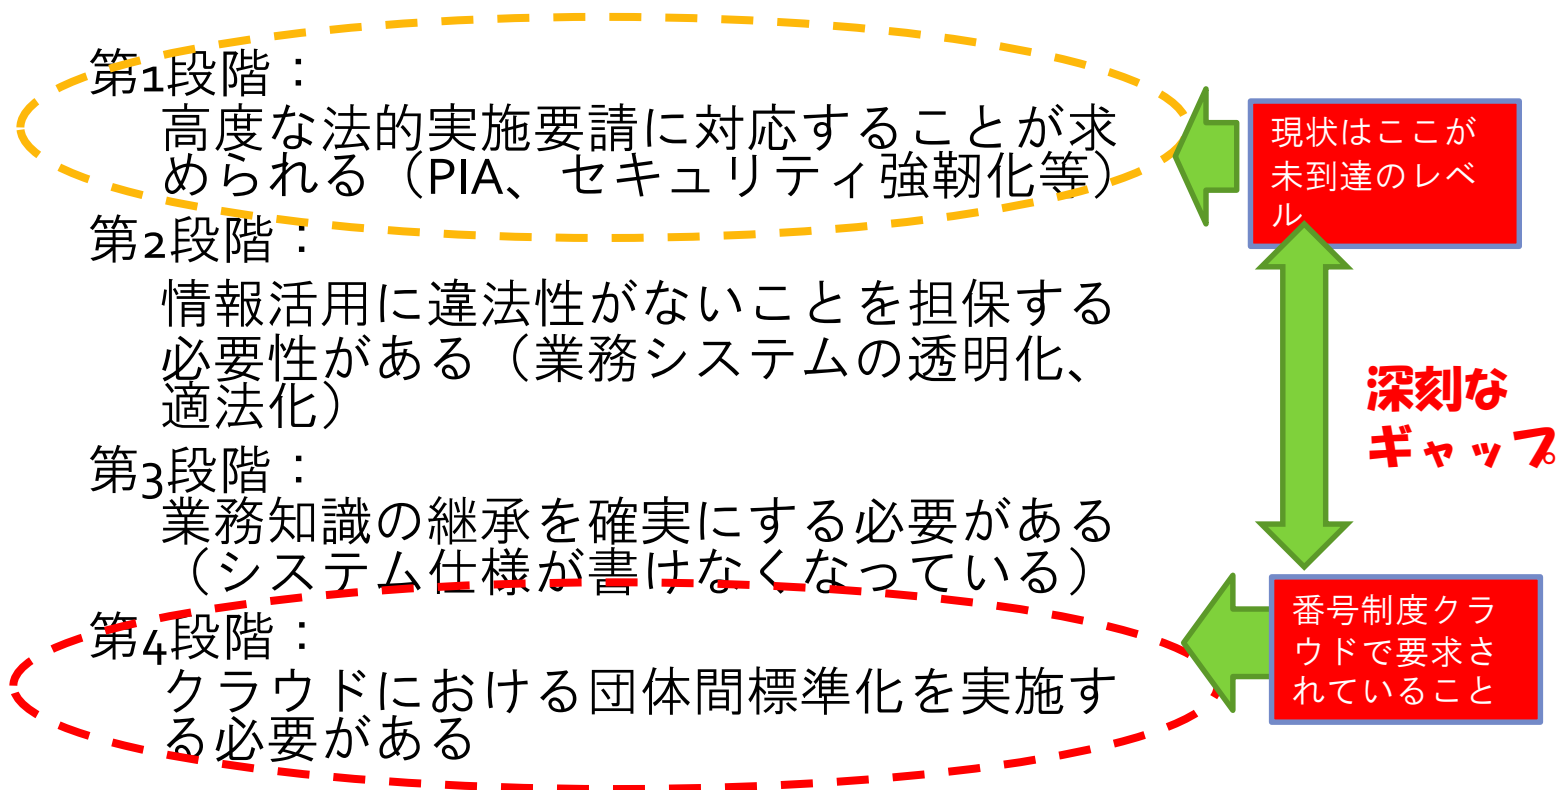 第1段階：
高度な法的実施要請に対応することが求
められる（PIA、セキュリティ強靭化等）
第2段階：
情報活用に違法性がないことを担保する
必要性がある（業務システムの透明化、
適法化）
第3段階：
業務知識の継承を確実にする必要がある
（システム仕様が書けなくなっている）
第4段階：
クラウドにおける団体間標準化を実施す
る必要がある
現状はここが
未到達のレベ
ル
深刻な
ギャップ
番号制度クラ
ウドで要求さ
れていること